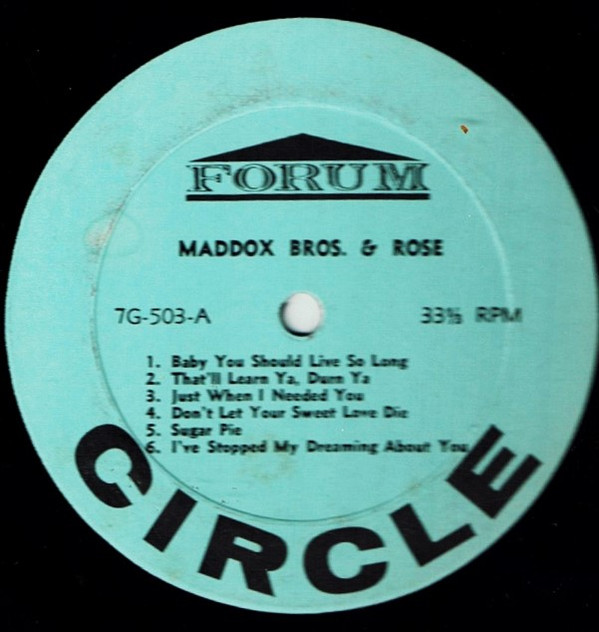 FORUM
MADDOX BROS. & ROSE
7G-503-A
33⅓ RPM
1. Baby You Should Live So Long
2. That'll Learn Ya, Durn Ya
3. Just When I Needed You
4. Don't Let Your Sweet Love Die
5. Sugar Pie
6. I've Stopped My Dreaming About You
CIRCLE